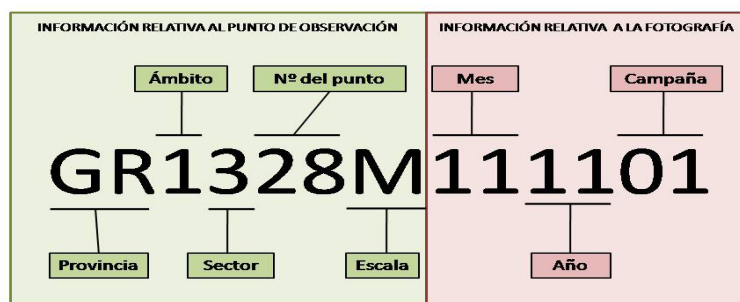 INFORMACIÓN RELATIVA AL PUNTO DE OBSERVACIÓN
INFORMACIÓN RELATIVA A LA FOTOGRAFÍA
Ámbito
Nº del punto
Mes
Campaña
GR1328M111101
Provincia
Sector
Escala
Año